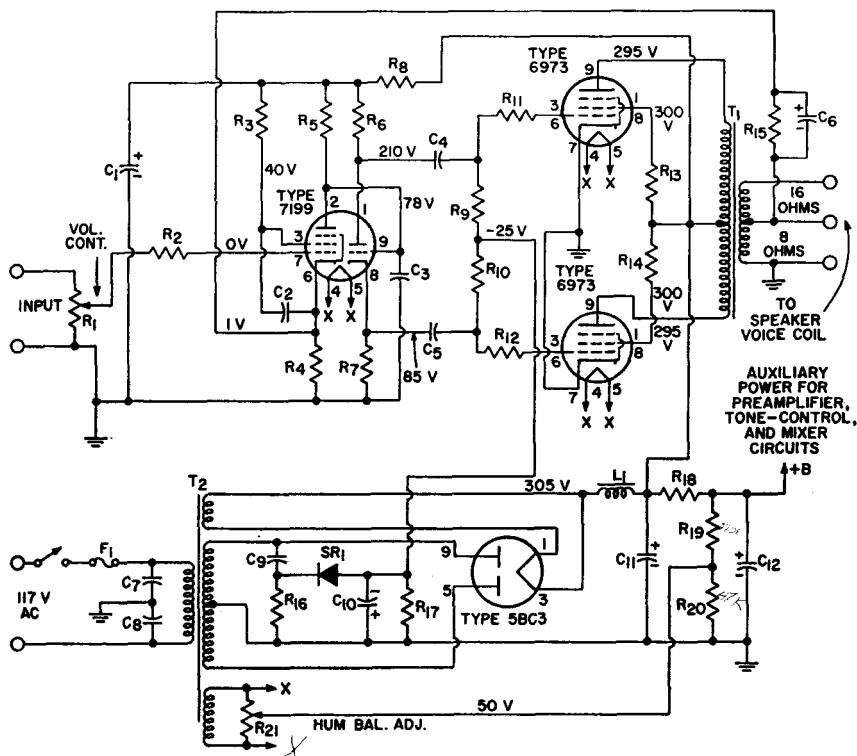 TYPE
6973
295 V
R8
9
R3
R5
R6
R11
3
6
1
8
300
V
T1
R15
+
-
C6
C4
7
4
5
X
X
40 V
210 V
C1
+
-
TYPE
7199
2
1
78 V
R9
R13
16
OHMS
VOL.
CONT.
R2
0 V
3
7
9
-25 V
8
OHMS
6
4
5
8
C3
R10
TYPE
6973
R14
INPUT
R1
C2
X
X
9
300
V
TO
SPEAKER
VOICE COIL
1 V
C5
R12
3
6
1
8
295
V
R4
R7
85 V
7
4
5
X
X
AUXILIARY
POWER FOR
PREAMPLIFIER,
TONE-CONTROL,
AND MIXER
CIRCUITS
+B
T2
305 V
L1
R18
F1
C9
SR1
9
1
R19
C7
C11
+
-
C12
+
-
117 V
AC
C8
R16
C10
-
+
R17
5
3
TYPE 5BC3
R20
X
50 V
R21
HUM BAL. ADJ.
X